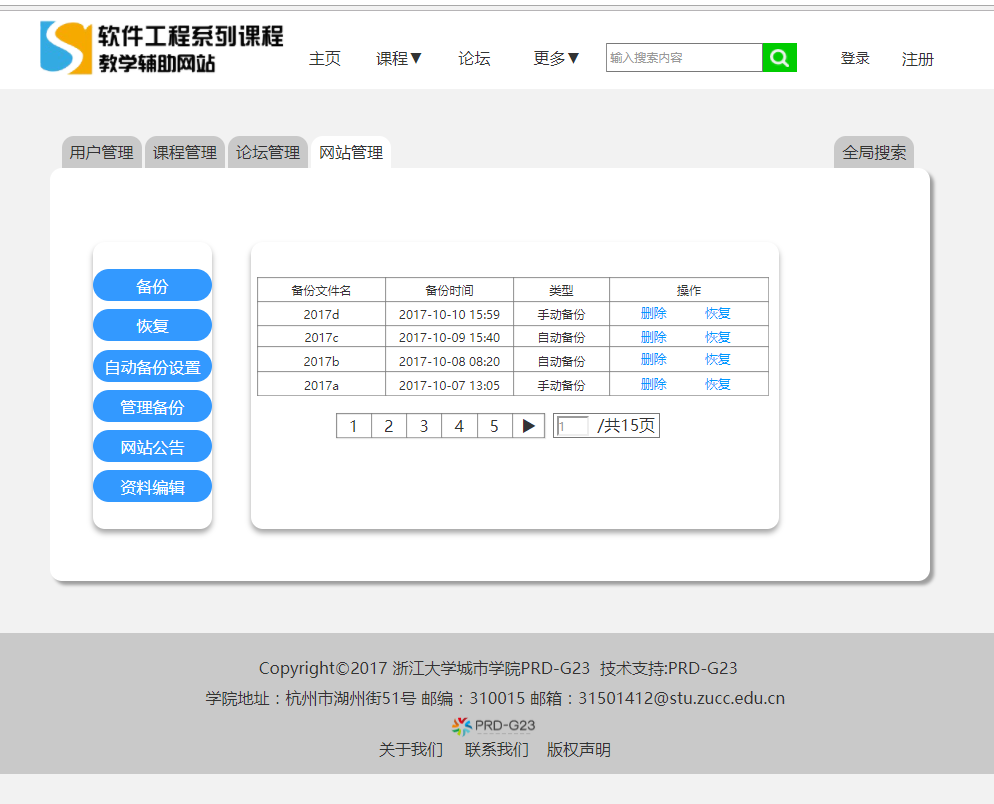 软件工程系列课程
教学辅助网站
主页 课程▼ 论坛 更多▼ 输入搜索内容 登录 注册
用户管理 课程管理 论坛管理 网站管理 全局搜索
备份
恢复
自动备份设置
管理备份
网站公告
资料编辑
备份文件名 备份时间 类型 操作
2017d 2017-10-10 15:59 手动备份 删除 恢复
2017c 2017-10-09 15:40 自动备份 删除 恢复
2017b 2017-10-08 08:20 自动备份 删除 恢复
2017a 2017-10-07 13:05 手动备份 删除 恢复
1 2 3 4 5 ▶ 1 /共15页
Copyright©2017 浙江大学城市学院PRD-G23 技术支持:PRD-G23
学院地址：杭州市湖州街51号 邮编：310015 邮箱：31501412@stu.zucc.edu.cn
PRD-G23
关于我们 联系我们 版权声明